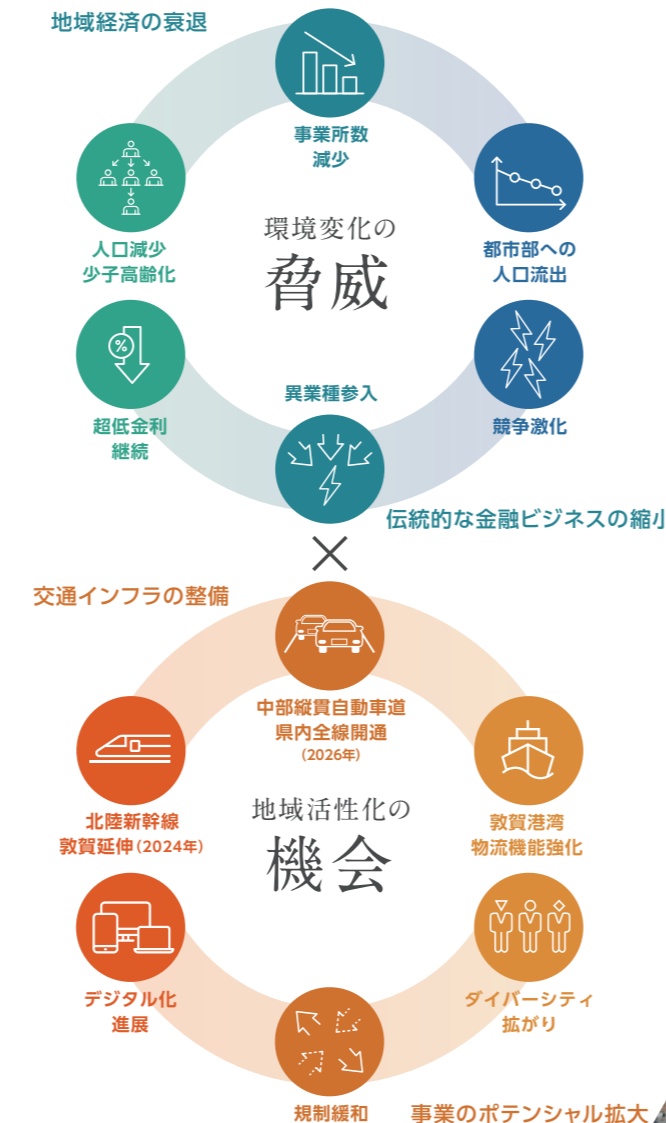 地域経済の衰退
事業所数
減少
人口減少
少子高齢化
都市部への
人口流出
環境変化の
脅威
%
超低金利
継続
異業種参入
競争激化
伝統的な金融ビジネスの縮小
×
交通インフラの整備
中部縦貫自動車道
県内全線開通
(2026年)
北陸新幹線
敦賀延伸(2024年)
敦賀港湾
物流機能強化
地域活性化の
機会
デジタル化
進展
ダイバーシティ
拡がり
規制緩和
事業のポテンシャル拡大